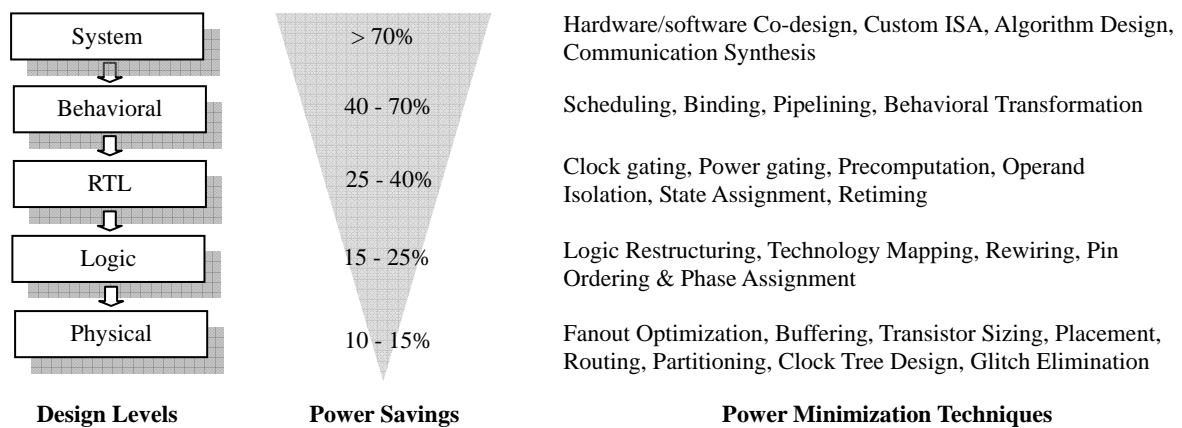 System
> 70%
Hardware/software Co-design, Custom ISA, Algorithm Design,
Communication Synthesis
Behavioral
40 - 70%
Scheduling, Binding, Pipelining, Behavioral Transformation
RTL
25 - 40%
Clock gating, Power gating, Precomputation, Operand
Isolation, State Assignment, Retiming
Logic
15 - 25%
Logic Restructuring, Technology Mapping, Rewiring, Pin
Ordering & Phase Assignment
Physical
10 - 15%
Fanout Optimization, Buffering, Transistor Sizing, Placement,
Routing, Partitioning, Clock Tree Design, Glitch Elimination
Design Levels
Power Savings
Power Minimization Techniques